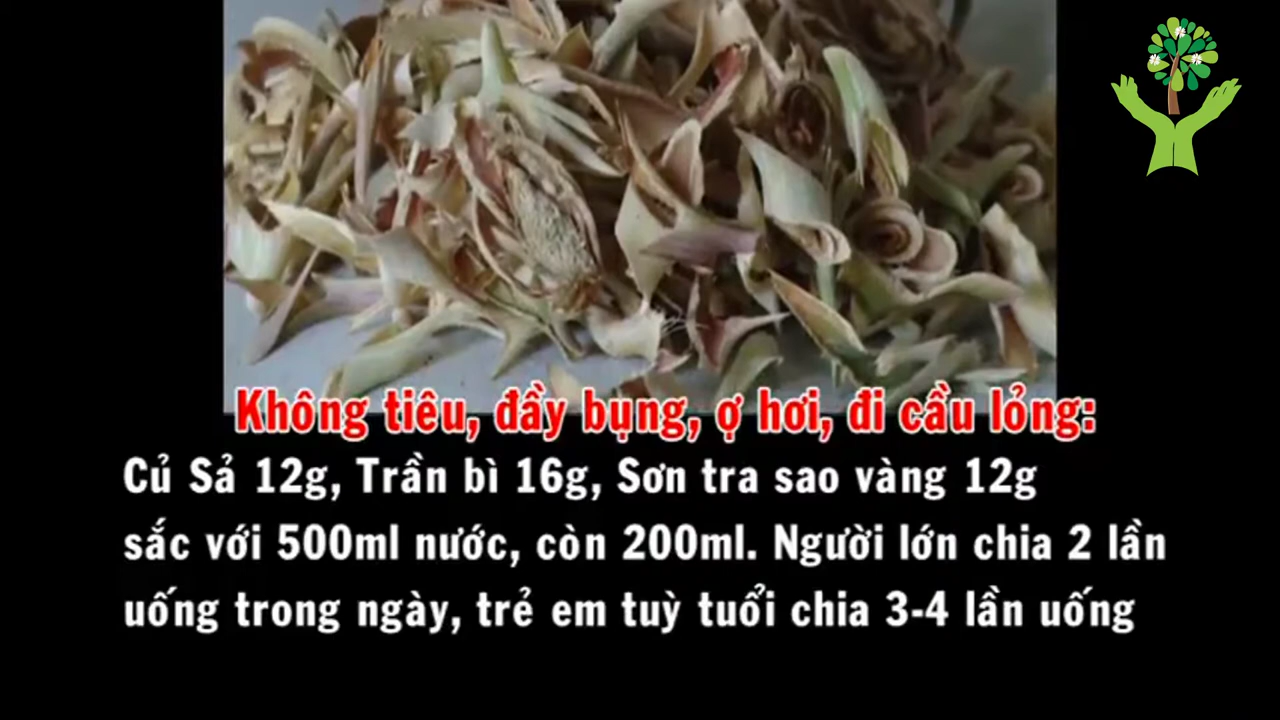 Không tiêu, đầy bụng, ợ hơi, đi cầu lỏng:
Củ Sả 12g, Trần bì 16g, Sơn tra sao vàng 12g
sắc với 500ml nước, còn 200ml. Người lớn chia 2 lần
uống trong ngày, trẻ em tuỳ tuổi chia 3-4 lần uống